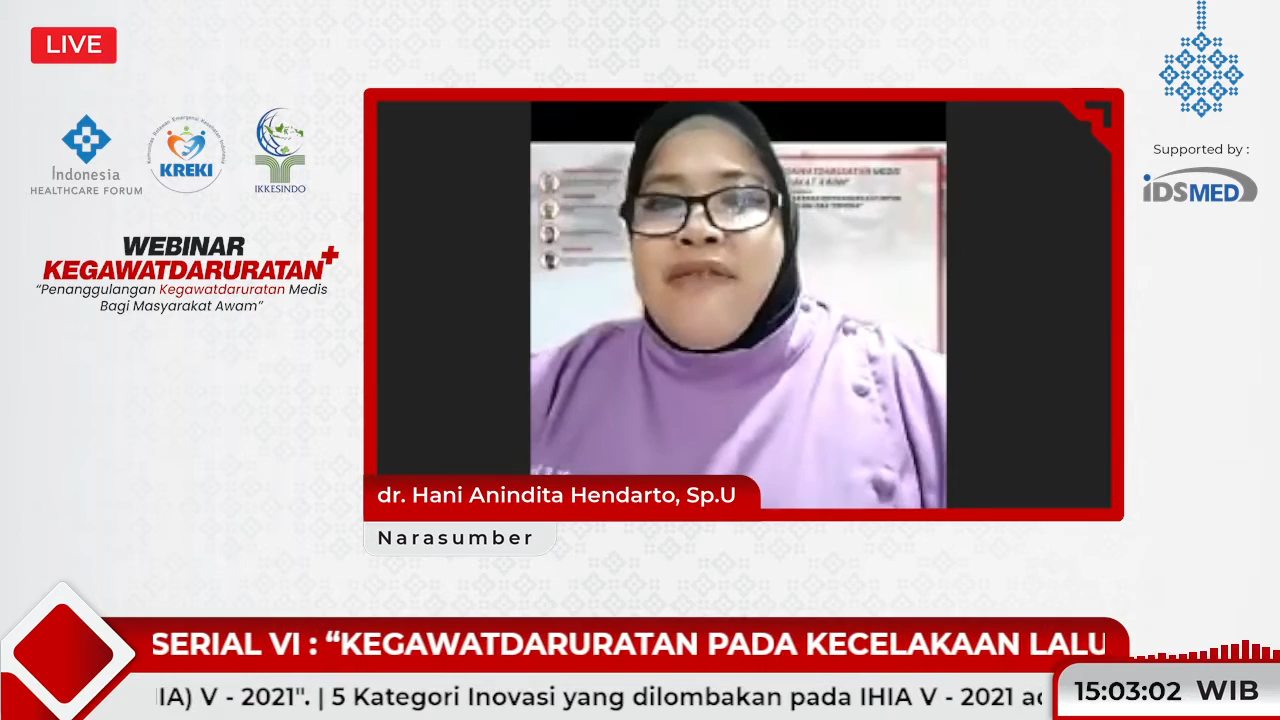 LIVE
Indonesia
HEALTHCARE FORUM
KREKI
IKKESINDO
WEBINAR
KEGAWATDARURATAN
“Penanggulangan Kegawatdaruratan Medis
Bagi Masyarakat Awam”
Supported by :
iDSMED
dr. Hani Anindita Hendarto, Sp.U
Narasumber
SERIAL VI : “KEGAWATDARURATAN PADA KECELAKAAN LALU
IIA) V - 2021". | 5 Kategori Inovasi yang dilombakan pada IHIA V - 2021 ad
15:03:02 WIB